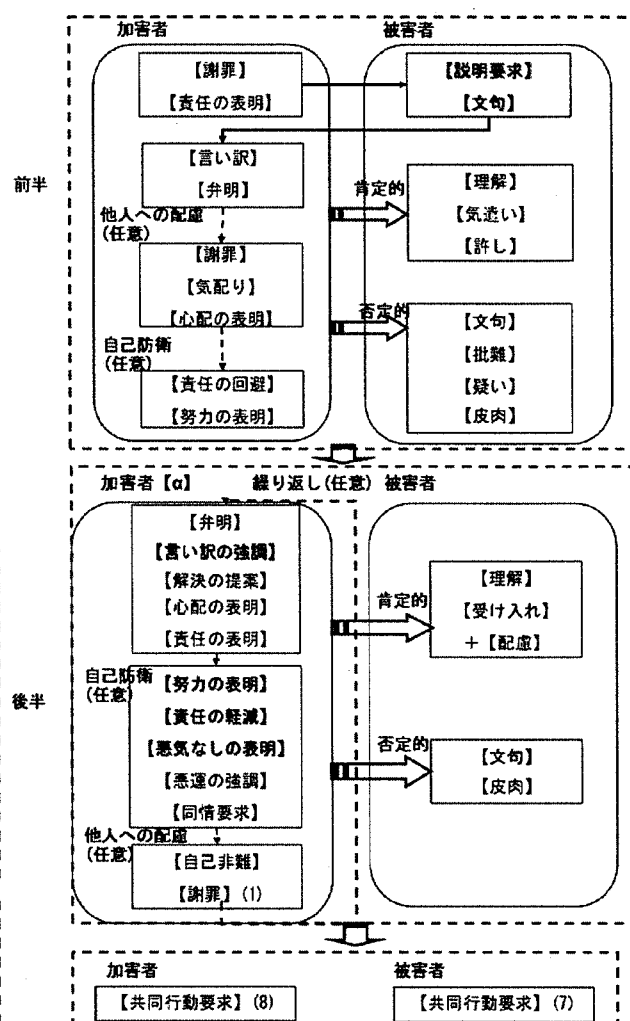 加害者
被害者
【謝罪】
【責任の表明】
【説明要求】
【文句】
前半
【言い訳】
【弁明】
他人への配慮
(任意)
【謝罪】
【気配り】
【心配の表明】
自己防衛
(任意)
【責任の回避】
【努力の表明】
肯定的
【理解】
【気遣い】
【許し】
否定的
【文句】
【批難】
【疑い】
【皮肉】
加害者【α】
繰り返し(任意)
被害者
後半
【弁明】
【言い訳の強調】
【解決の提案】
【心配の表明】
【責任の表明】
自己防衛
(任意)
【努力の表明】
【責任の軽減】
【悪気なしの表明】
【悪運の強調】
【同情要求】
他人への配慮
(任意)
【自己非難】
【謝罪】(1)
肯定的
【理解】
【受け入れ】
＋【配慮】
否定的
【文句】
【皮肉】
加害者
被害者
【共同行動要求】(8)
【共同行動要求】(7)